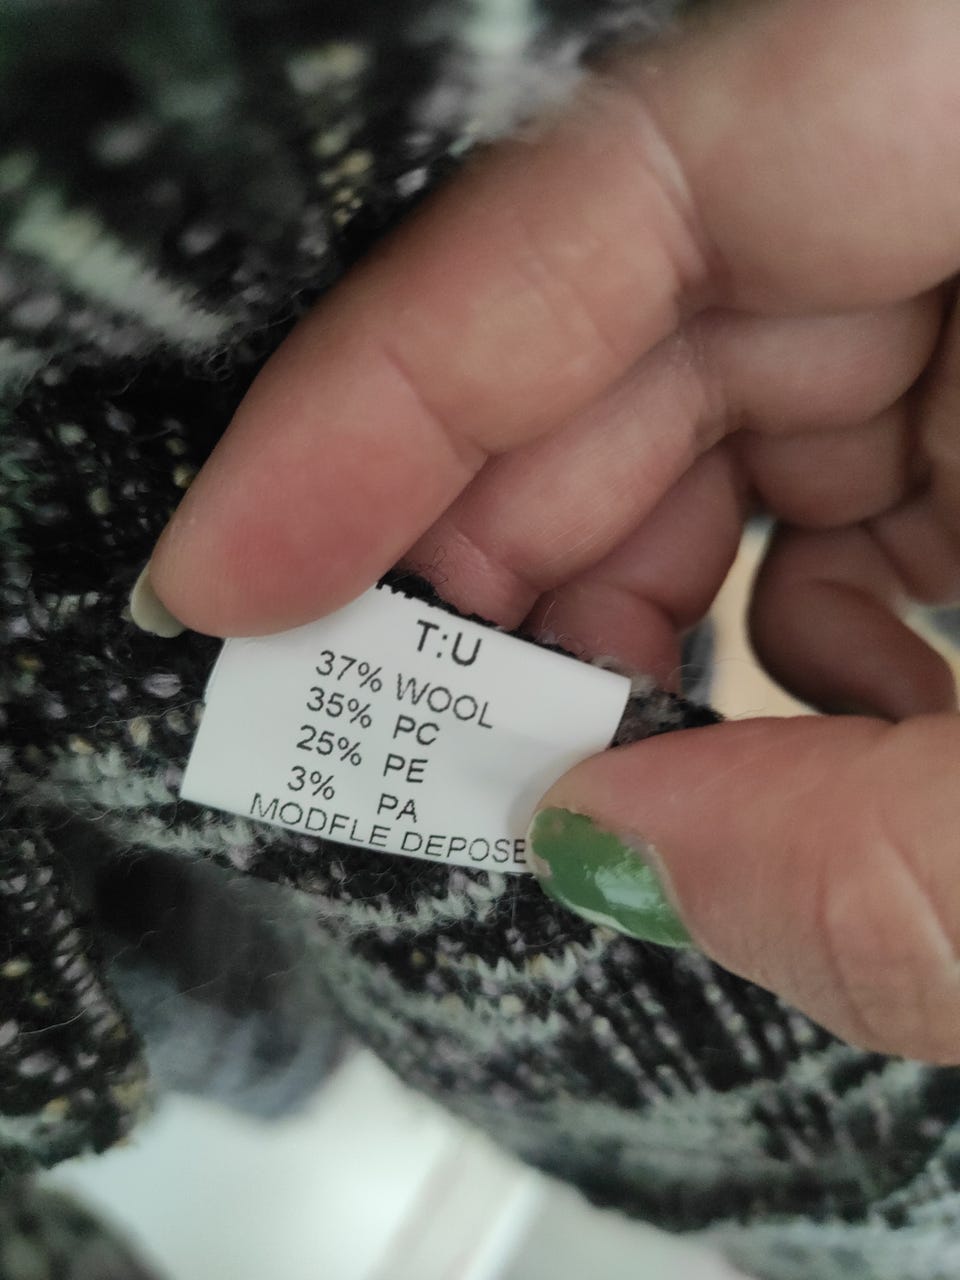 T:U
37% WOOL
35% PC
25% PE
3% PA
MODFLE DEPOSE